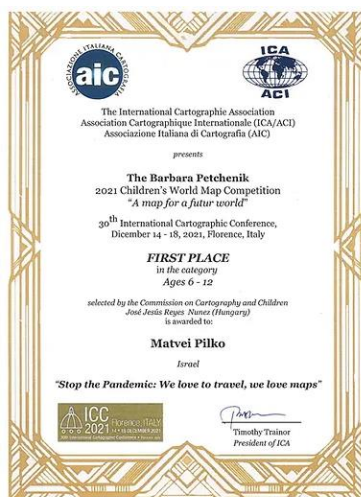 ASSOCIAZIONE ITALIANA CARTOGRAFIA
aic
ICA
ACI
The International Cartographic Association
Association Cartographique Internationale (ICA/ACI)
Associazione Italiana di Cartografia (AIC)
presents
The Barbara Petchenik
2021 Children's World Map Competition
"A map for a futur world"
30th International Cartographic Conference,
Dicember 14 - 18, 2021, Florence, Italy
FIRST PLACE
in the category
Ages 6 - 12
selected by the Commission on Cartography and Children
José Jesús Reyes Nunez (Hungary)
is awarded to:
Matvei Pilko
Israel
"Stop the Pandemic: We love to travel, we love maps"
ICC
2021
Florence, ITALY
14 • 18 DECEMBER 2021
Timothy Trainor
President of ICA